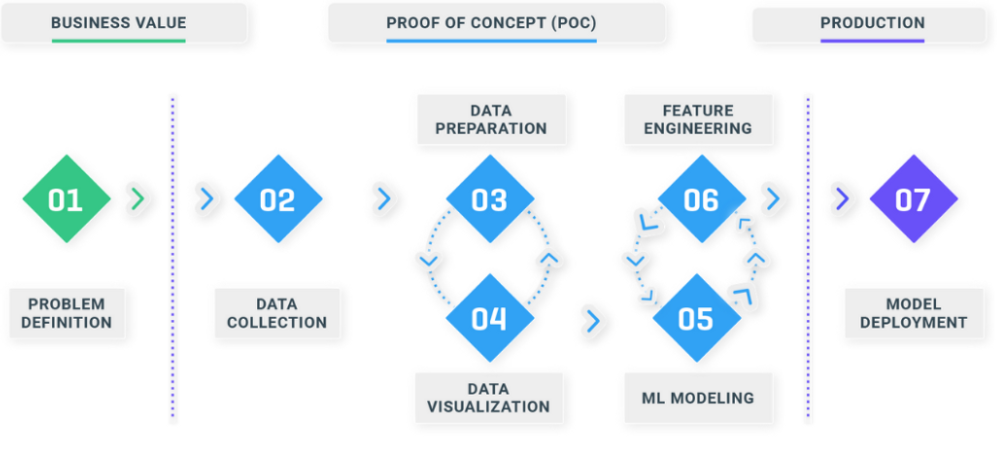 BUSINESS VALUE
PROOF OF CONCEPT (POC)
PRODUCTION
DATA
PREPARATION
FEATURE
ENGINEERING
01
02
03
06
07
PROBLEM
DEFINITION
DATA
COLLECTION
04
05
MODEL
DEPLOYMENT
DATA
VISUALIZATION
ML MODELING